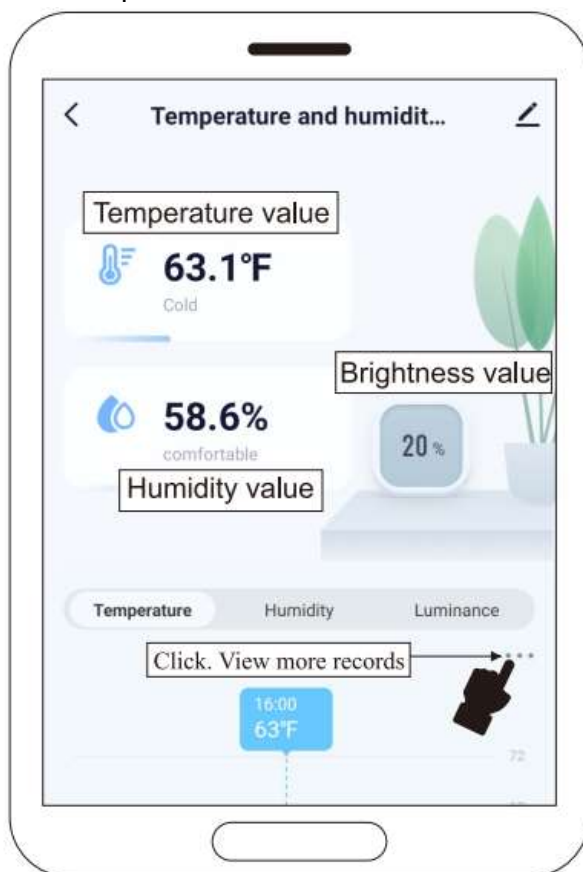 Temperature and humidit...
Temperature value
63.1°F
Cold
Brightness value
58.6%
comfortable
20 %
Humidity value
Temperature Humidity Luminance
Click. View more records
16:00
63°F
72